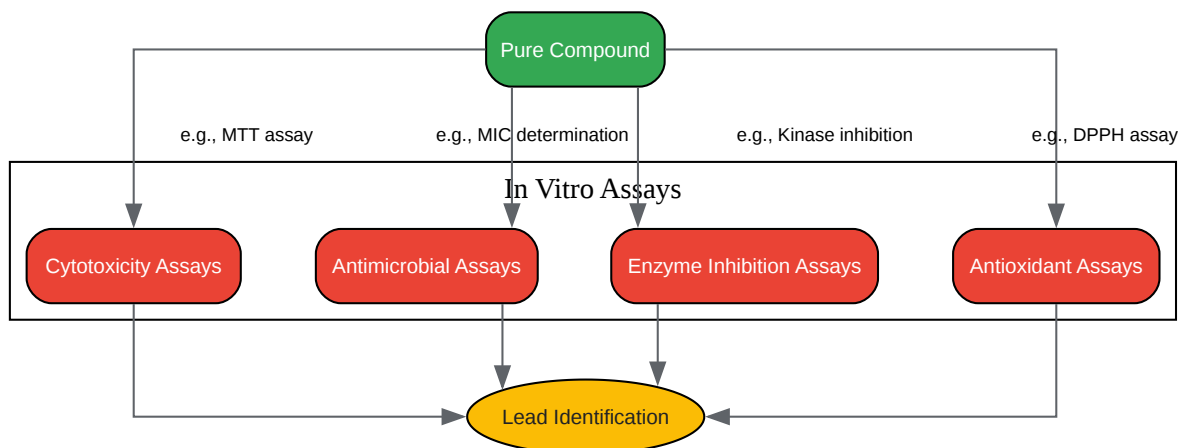 Pure Compound
e.g., MTT assay
e.g., MIC determination
e.g., Kinase inhibition
e.g., DPPH assay
In Vitro Assays
Cytotoxicity Assays
Antimicrobial Assays
Enzyme Inhibition Assays
Antioxidant Assays
Lead Identification